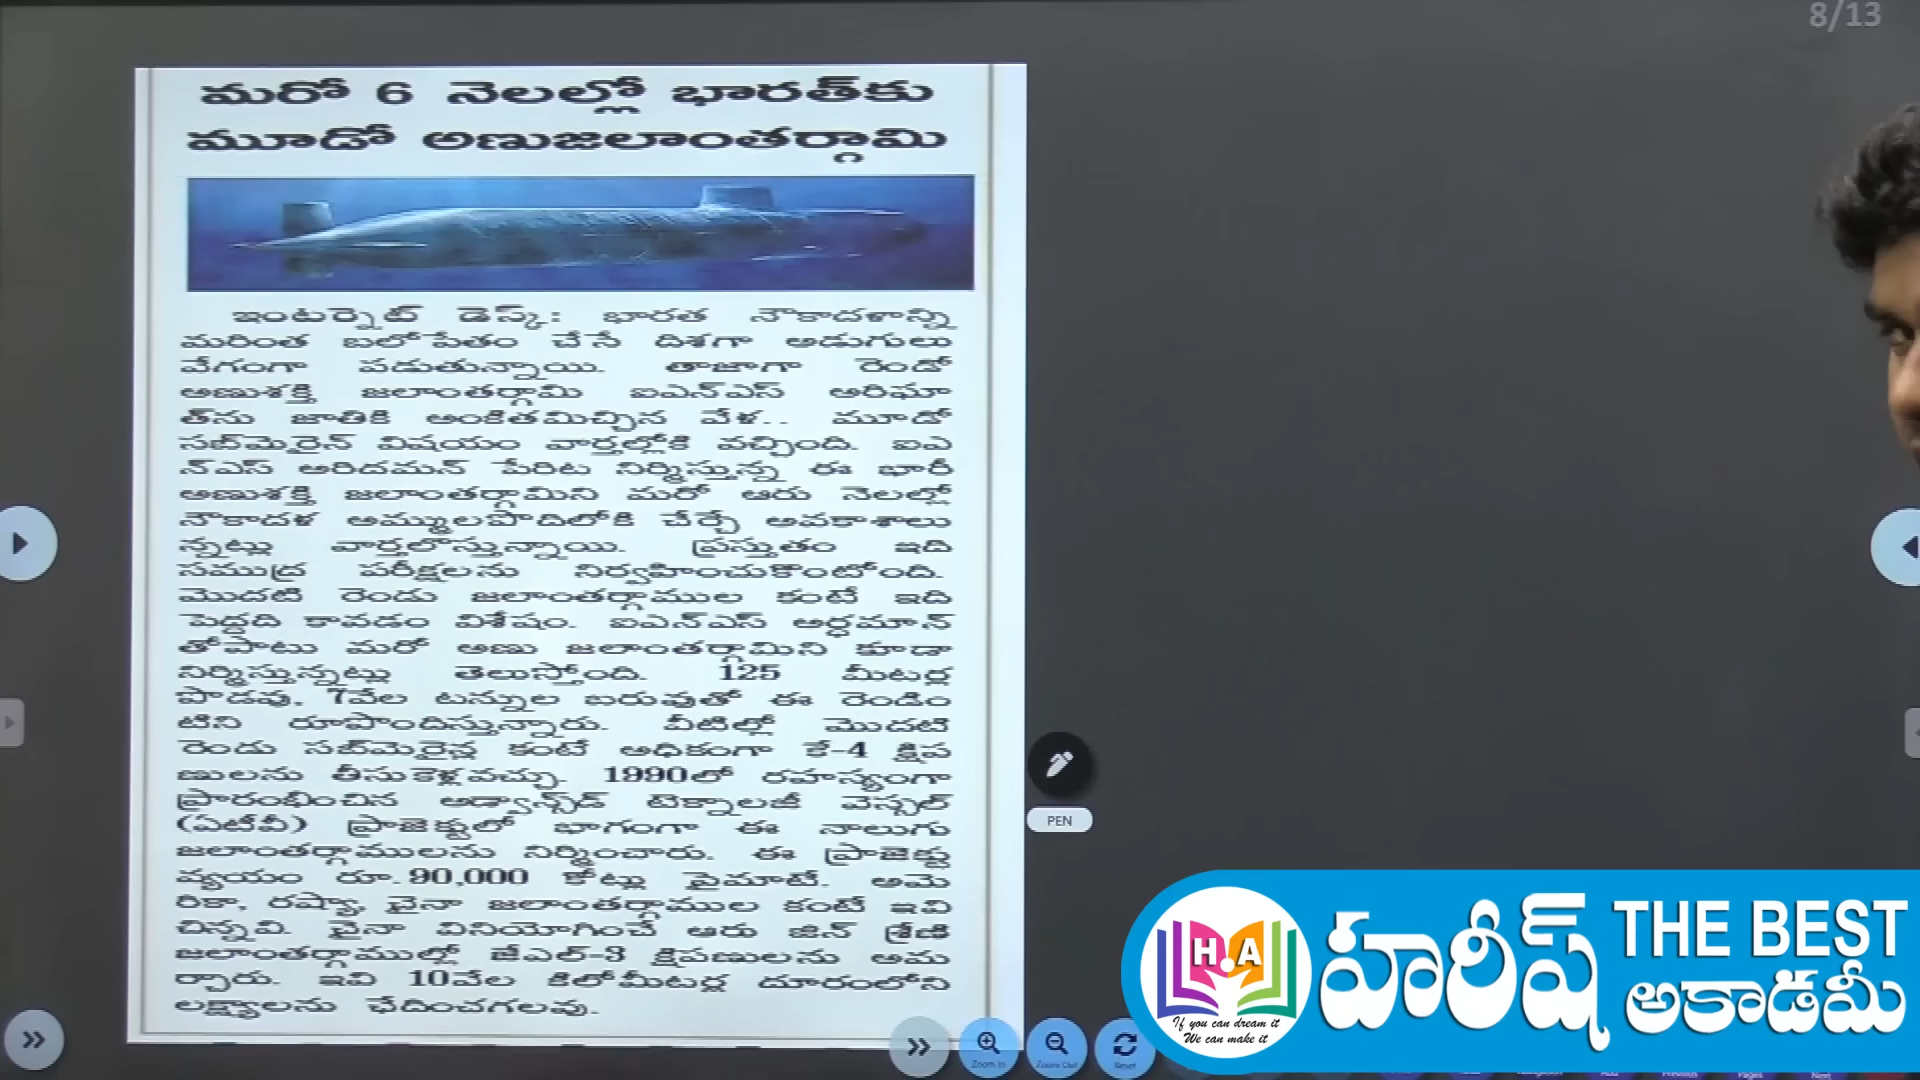 8/13
మరో 6 నెలల్లో భారత్‌కు
మూడో అణుజలాంతర్గామి
ఇంటర్నెట్ డెస్క్: భారత నౌకాదళాన్ని
మరింత బలోపేతం చేసే దిశగా అడుగులు
వేగంగా పడుతున్నాయి. తాజాగా రెండో
అణుశక్తి జలాంతర్గామి ఐఎన్ఎస్ అరిఘా
త్‌ను జాతికి అంకితమిచ్చిన వేళ.. మూడో
సబ్‌మెరైన్ విషయం వార్తల్లోకి వచ్చింది. ఐఎ
న్ఎస్ అరిదమన్ పేరిట నిర్మిస్తున్న ఈ భారీ
అణుశక్తి జలాంతర్గామిని మరో ఆరు నెలల్లో
నౌకాదళ అమ్ములపొదిలోకి చేర్చే అవకాశాలు
న్నట్లు వార్తలొస్తున్నాయి. ప్రస్తుతం ఇది
సముద్ర పరీక్షలను నిర్వహించుకొంటోంది.
మొదటి రెండు జలాంతర్గాముల కంటే ఇది
పెద్దది కావడం విశేషం. ఐఎన్ఎస్ అర్ధమాన్
తోపాటు మరో అణు జలాంతర్గామిని కూడా
నిర్మిస్తున్నట్లు తెలుస్తోంది. 125 మీటర్ల
పొడవు, 7వేల టన్నుల బరువుతో ఈ రెండిం
టిని రూపొందిస్తున్నారు. వీటిల్లో మొదటి
రెండు సబ్‌మెరైన్ల కంటే అధికంగా కే-4 క్షిప
ణులను తీసుకెళ్లవచ్చు. 1990లో రహస్యంగా
ప్రారంభించిన అడ్వాన్స్‌డ్ టెక్నాలజీ వెస్సల్
(ఏటీవీ) ప్రాజెక్టులో భాగంగా ఈ నాలుగు
జలాంతర్గాములను నిర్మించారు. ఈ ప్రాజెక్టు
వ్యయం రూ.90,000 కోట్లు పైమాటే. అమె
రికా, రష్యా, చైనా జలాంతర్గాముల కంటే ఇవి
చిన్నవి. చైనా వినియోగించే ఆరు జిన్ శ్రేణి
జలాంతర్గాముల్లో జేఎల్-3 క్షిపణులను అమ
ర్చారు. ఇవి 10వేల కిలోమీటర్ల దూరంలోని
లక్ష్యాలను ఛేదించగలవు.
PEN
Zoom In
Zoom Out
Reset
H.A
If you can dream it
We can make it
హరీష్
THE BEST
అకాడమీ